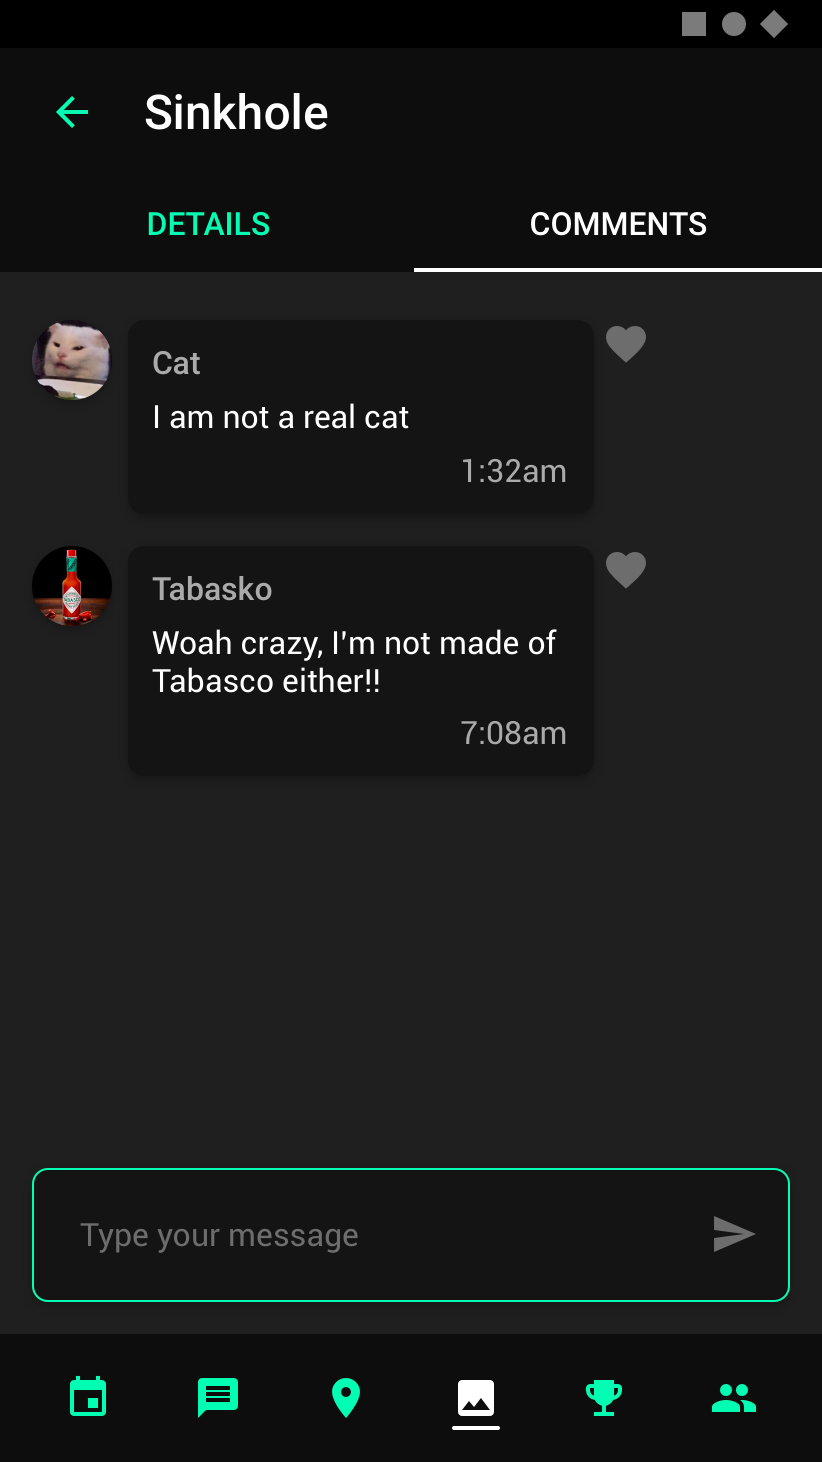 Sinkhole
DETAILS
COMMENTS
Cat
I am not a real cat
1:32am
Tabasko
Woah crazy, I'm not made of
Tabasco either!!
7:08am
Type your message